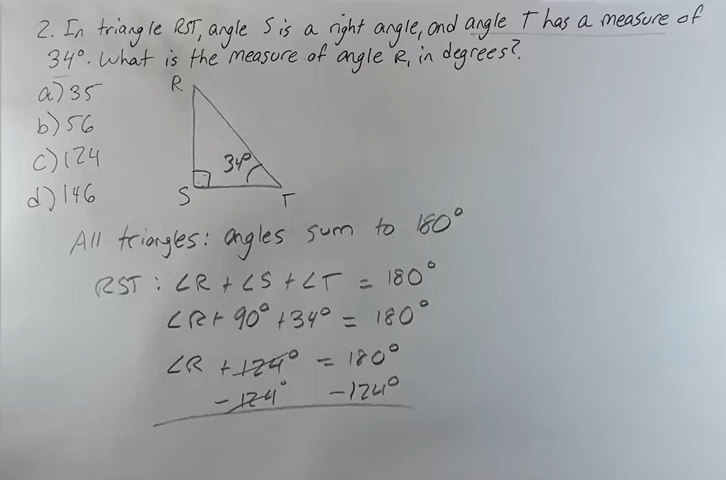 2. In triangle RST, angle S is a right angle, and angle T has a measure of
34°. What is the measure of angle R, in degrees?
a) 35
b) 56
c) 124
d) 146
R
34°
S
T
All triangles: angles sum to 180°
RST: ∠R + ∠S + ∠T = 180°
∠R + 90° + 34° = 180°
∠R + 124° = 180°
- 124° - 124°